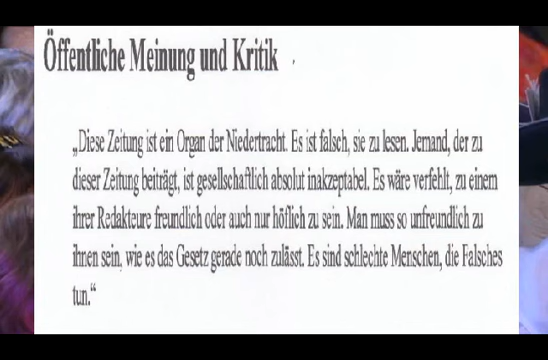 Öffentliche Meinung und Kritik
„Diese Zeitung ist ein Organ der Niedertracht. Es ist falsch, sie zu lesen. Jemand, der zu
dieser Zeitung beiträgt, ist gesellschaftlich absolut inakzeptabel. Es wäre verfehlt, zu einem
ihrer Redakteure freundlich oder auch nur höflich zu sein. Man muss so unfreundlich zu
ihnen sein, wie es das Gesetz gerade noch zulässt. Es sind schlechte Menschen, die Falsches
tun.“